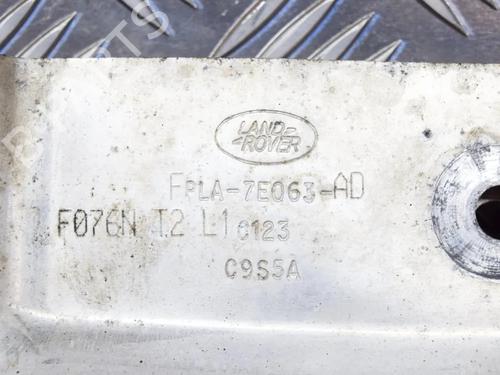 LAND-
ROVER
FPLA-7E063-AD
F076N T2 L1 0123
C9S5A